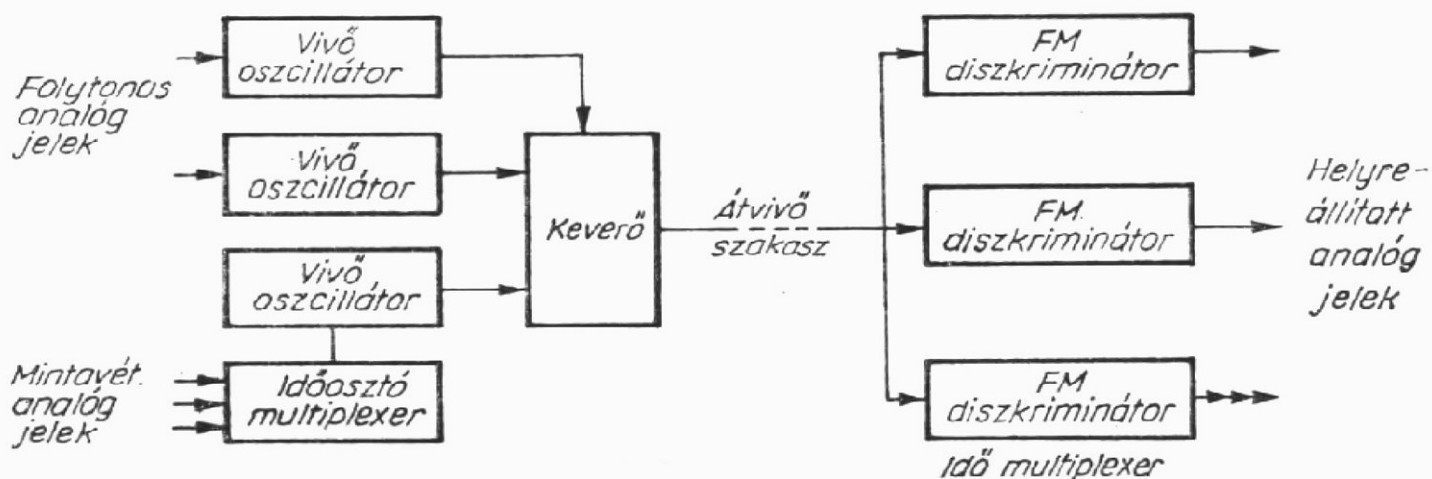 Folytonos
analóg
jelek
Vivő
oszcillátor
Vivő
oszcillátor
Vivő
oszcillátor
Mintavét.
analóg
jelek
Időosztó
multiplexer
Keverő
Átvivő
szakasz
FM
diszkriminátor
FM
diszkriminátor
FM
diszkriminátor
Idő multiplexer
Helyre-
állított
analóg
jelek